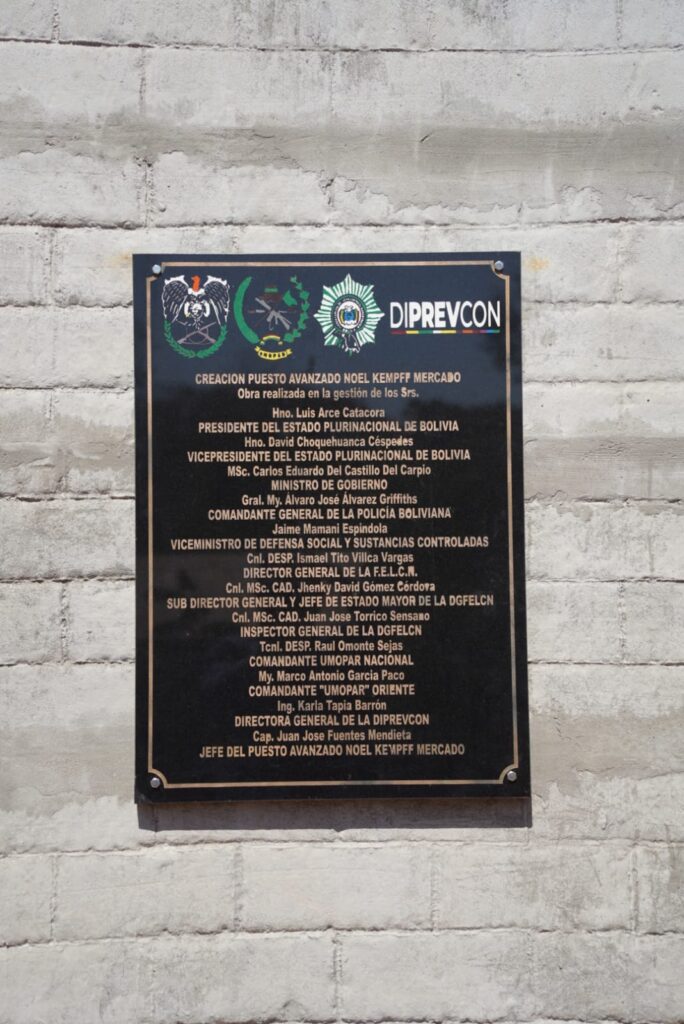 DIPREVCON
CREACION PUESTO AVANZADO NOEL KEMPFF MERCADO
Obra realizada en la gestión de los Srs.
Hno. Luis Arce Catacora
PRESIDENTE DEL ESTADO PLURINACIONAL DE BOLIVIA
Hno. David Choquehuanca Céspedes
VICEPRESIDENTE DEL ESTADO PLURINACIONAL DE BOLIVIA
MSc. Carlos Eduardo Del Castillo Del Carpio
MINISTRO DE GOBIERNO
Gral. My. Álvaro José Álvarez Griffiths
COMANDANTE GENERAL DE LA POLICÍA BOLIVIANA
Jaime Mamani Espindola
VICEMINISTRO DE DEFENSA SOCIAL Y SUSTANCIAS CONTROLADAS
Cnl. DESP. Ismael Tito Villca Vargas
DIRECTOR GENERAL DE LA F.E.L.C.N.
Cnl. MSc. CAD. Jhenky David Gómez Córdova
SUB DIRECTOR GENERAL Y JEFE DE ESTADO MAYOR DE LA DGFELCN
Cnl. MSc. CAD. Juan Jose Torrico Sensano
INSPECTOR GENERAL DE LA DGFELCN
Tcnl. DESP. Raul Omonte Sejas
COMANDANTE UMOPAR NACIONAL
My. Marco Antonio Garcia Paco
COMANDANTE "UMOPAR" ORIENTE
Ing. Karla Tapia Barrón
DIRECTORA GENERAL DE LA DIPREVCON
Cap. Juan Jose Fuentes Mendieta
JEFE DEL PUESTO AVANZADO NOEL KEMPFF MERCADO